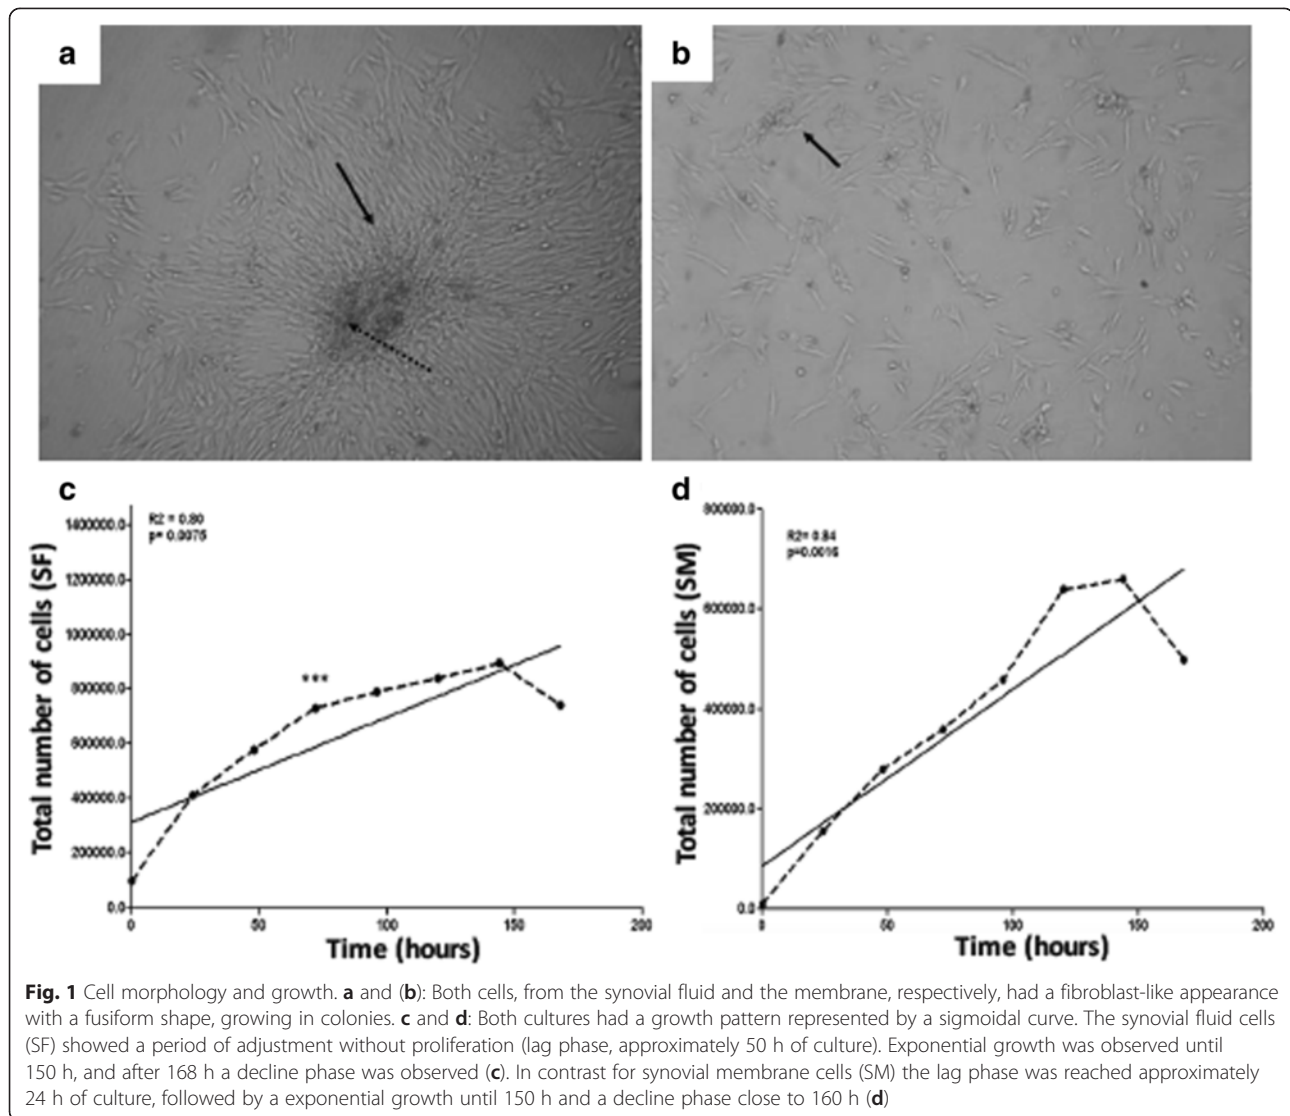 a
b
c
R2 = 0.80
p= 0.0075
***
Total number of cells (SF)
1400000.0
1200000.0
1000000.0
800000.0
600000.0
400000.0
200000.0
0.0
0
50
100
150
200
Time (hours)
d
R2= 0.84
p=0.0016
Total number of cells (SM)
800000.0
600000.0
400000.0
200000.0
0.0
0
50
100
150
200
Time (hours)
Fig. 1 Cell morphology and growth. a and (b): Both cells, from the synovial fluid and the membrane, respectively, had a fibroblast-like appearance
with a fusiform shape, growing in colonies. c and d: Both cultures had a growth pattern represented by a sigmoidal curve. The synovial fluid cells
(SF) showed a period of adjustment without proliferation (lag phase, approximately 50 h of culture). Exponential growth was observed until
150 h, and after 168 h a decline phase was observed (c). In contrast for synovial membrane cells (SM) the lag phase was reached approximately
24 h of culture, followed by a exponential growth until 150 h and a decline phase close to 160 h (d)